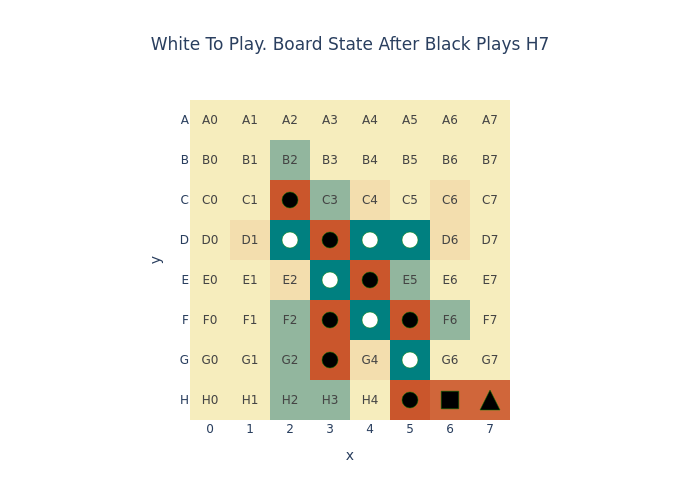 White To Play. Board State After Black Plays H7
A A0 A1 A2 A3 A4 A5 A6 A7
B B0 B1 B2 B3 B4 B5 B6 B7
C C0 C1 C3 C4 C5 C6 C7
D D0 D1 D6 D7
y
E E0 E1 E2 E5 E6 E7
F F0 F1 F2 F6 F7
G G0 G1 G2 G4 G6 G7
H H0 H1 H2 H3 H4
0 1 2 3 4 5 6 7
x